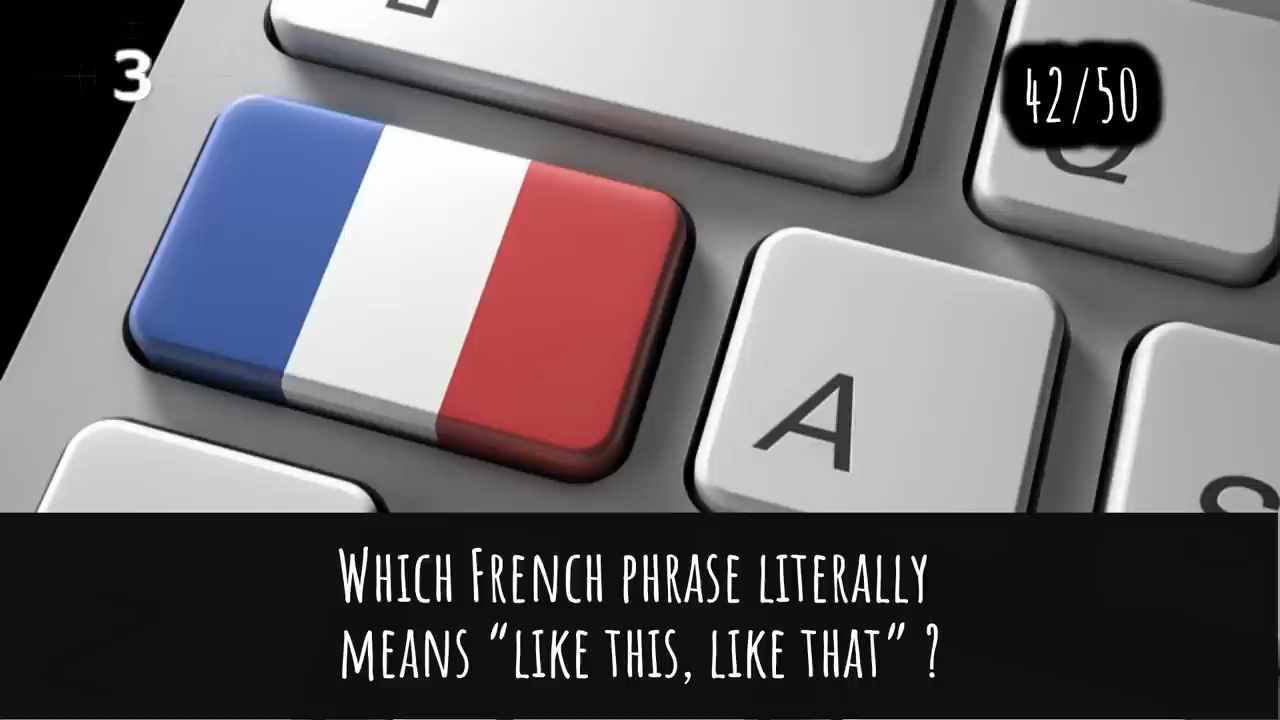 3
42/50
Q
A
S
Which French phrase literally
means “like this, like that” ?